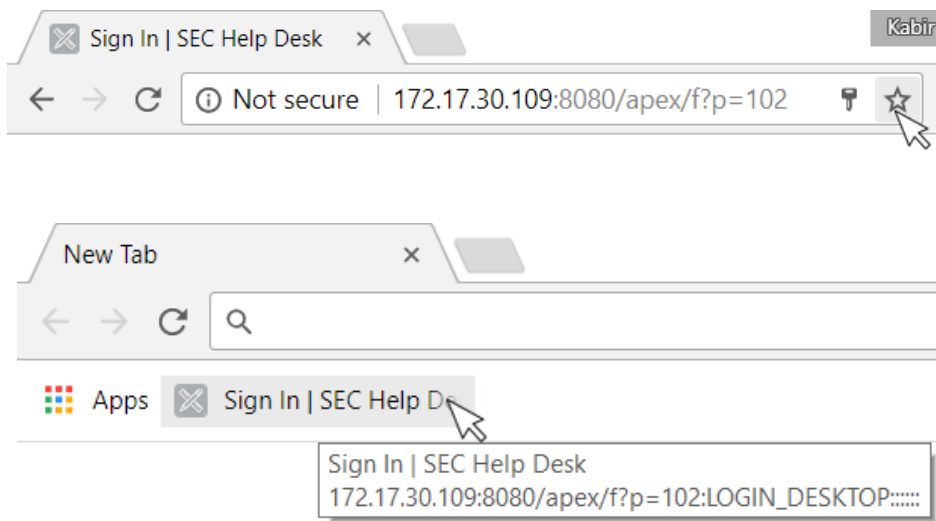 Sign In | SEC Help Desk
Kabir
Not secure | 172.17.30.109:8080/apex/f?p=102
New Tab
Apps Sign In | SEC Help De
Sign In | SEC Help Desk
172.17.30.109:8080/apex/f?p=102:LOGIN_DESKTOP::::::